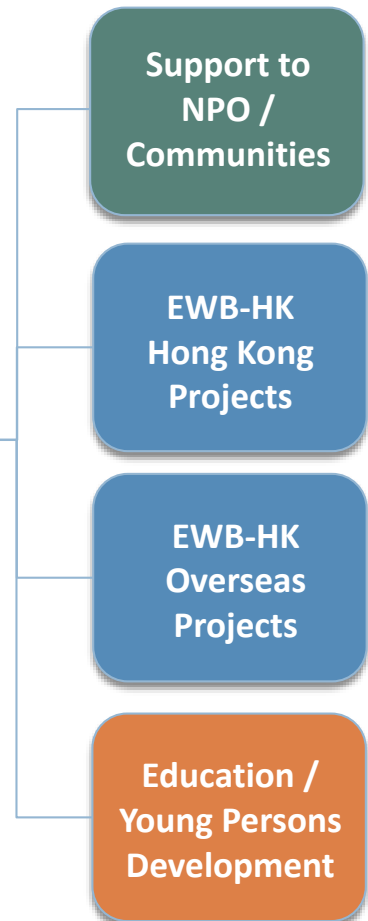 Support to
NPO /
Communities
EWB-HK
Hong Kong
Projects
EWB-HK
Overseas
Projects
Education /
Young Persons
Development